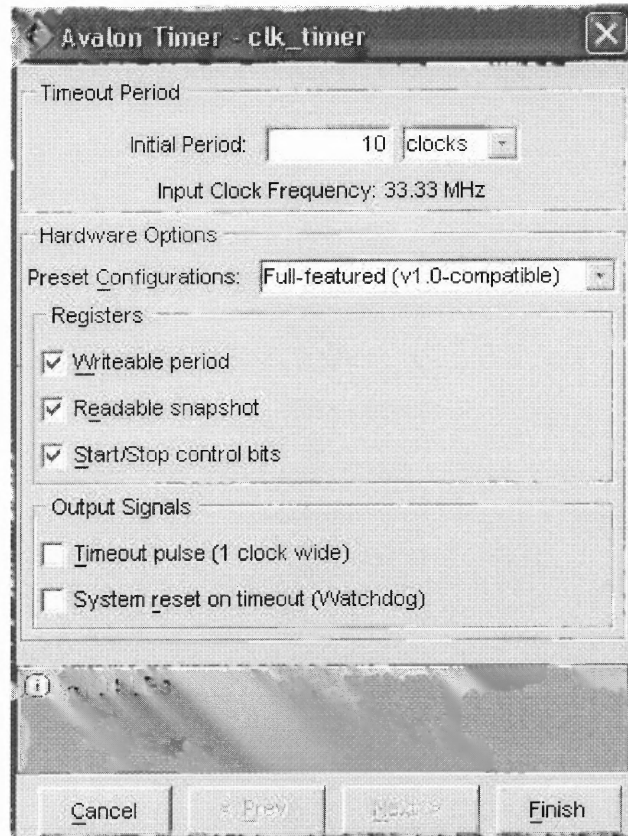 Avalon Timer - clk_timer
Timeout Period
Initial Period: 10 clocks
Input Clock Frequency: 33.33 MHz
Hardware Options
Preset Configurations: Full-featured (v1.0-compatible)
Registers
Writeable period
Readable snapshot
Start/Stop control bits
Output Signals
Timeout pulse (1 clock wide)
System reset on timeout (Watchdog)
Cancel < Prev Next > Finish